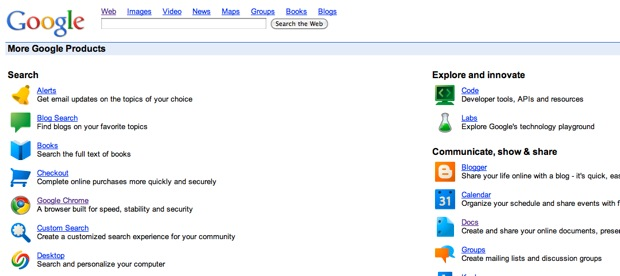 Google
Web Images Video News Maps Groups Books Blogs
Search the Web
More Google Products
Search
Alerts
Get email updates on the topics of your choice
Blog Search
Find blogs on your favorite topics
Books
Search the full text of books
Checkout
Complete online purchases more quickly and securely
Google Chrome
A browser built for speed, stability and security
Custom Search
Create a customized search experience for your community
Desktop
Search and personalize your computer
Explore and innovate
Code
Developer tools, APIs and resources
Labs
Explore Google's technology playground
Communicate, show & share
Blogger
Share your life online with a blog - it's quick, eas
Calendar
31
Organize your schedule and share events with f
Docs
Create and share your online documents, prese
Groups
Create mailing lists and discussion groups